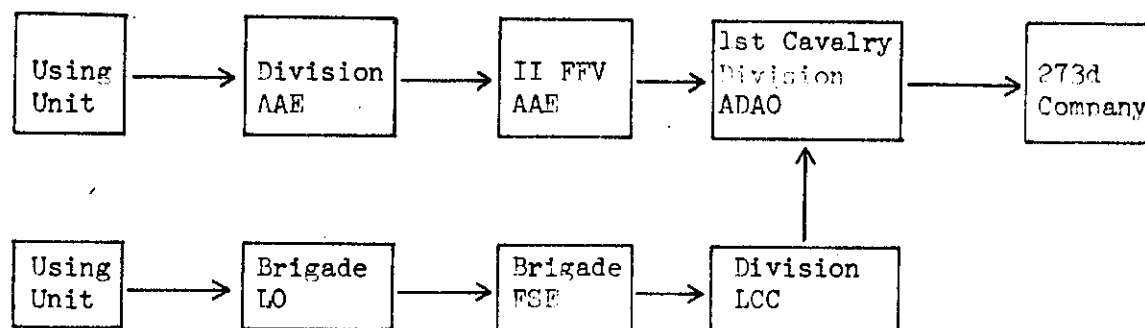 Using
Unit
Division
AAE
II FFV
AAE
1st Cavalry
Division
ADAO
273d
Company
Using
Unit
Brigade
LO
Brigade
FSE
Division
LCC